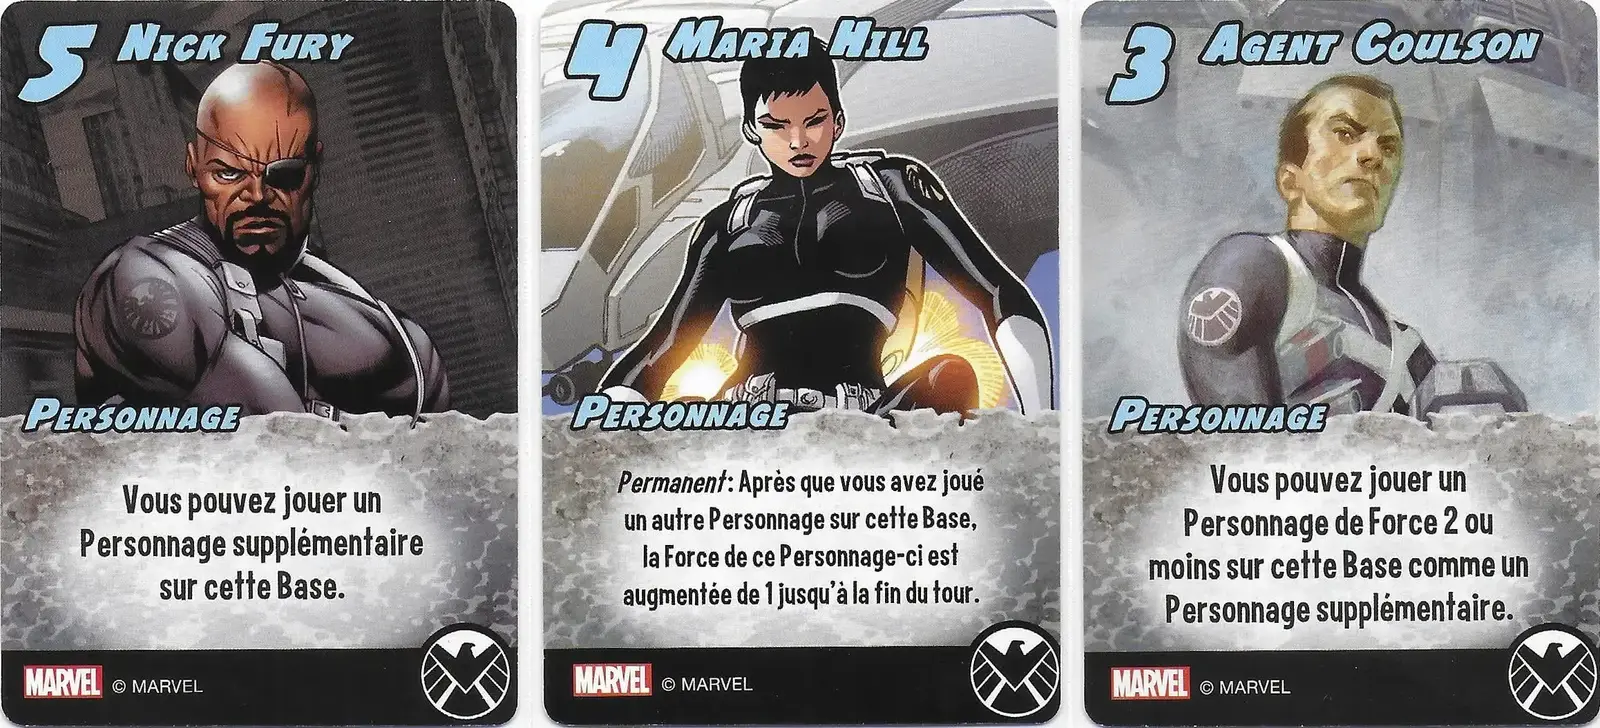 5 NICK FURY
PERSONNAGE
Vous pouvez jouer un
Personnage supplémentaire
sur cette Base.
MARVEL © MARVEL
4 MARIA HILL
PERSONNAGE
Permanent : Après que vous avez joué
un autre Personnage sur cette Base,
la Force de ce Personnage-ci est
augmentée de 1 jusqu'à la fin du tour.
MARVEL © MARVEL
3 AGENT COULSON
PERSONNAGE
Vous pouvez jouer un
Personnage de Force 2 ou
moins sur cette Base comme un
Personnage supplémentaire.
MARVEL © MARVEL